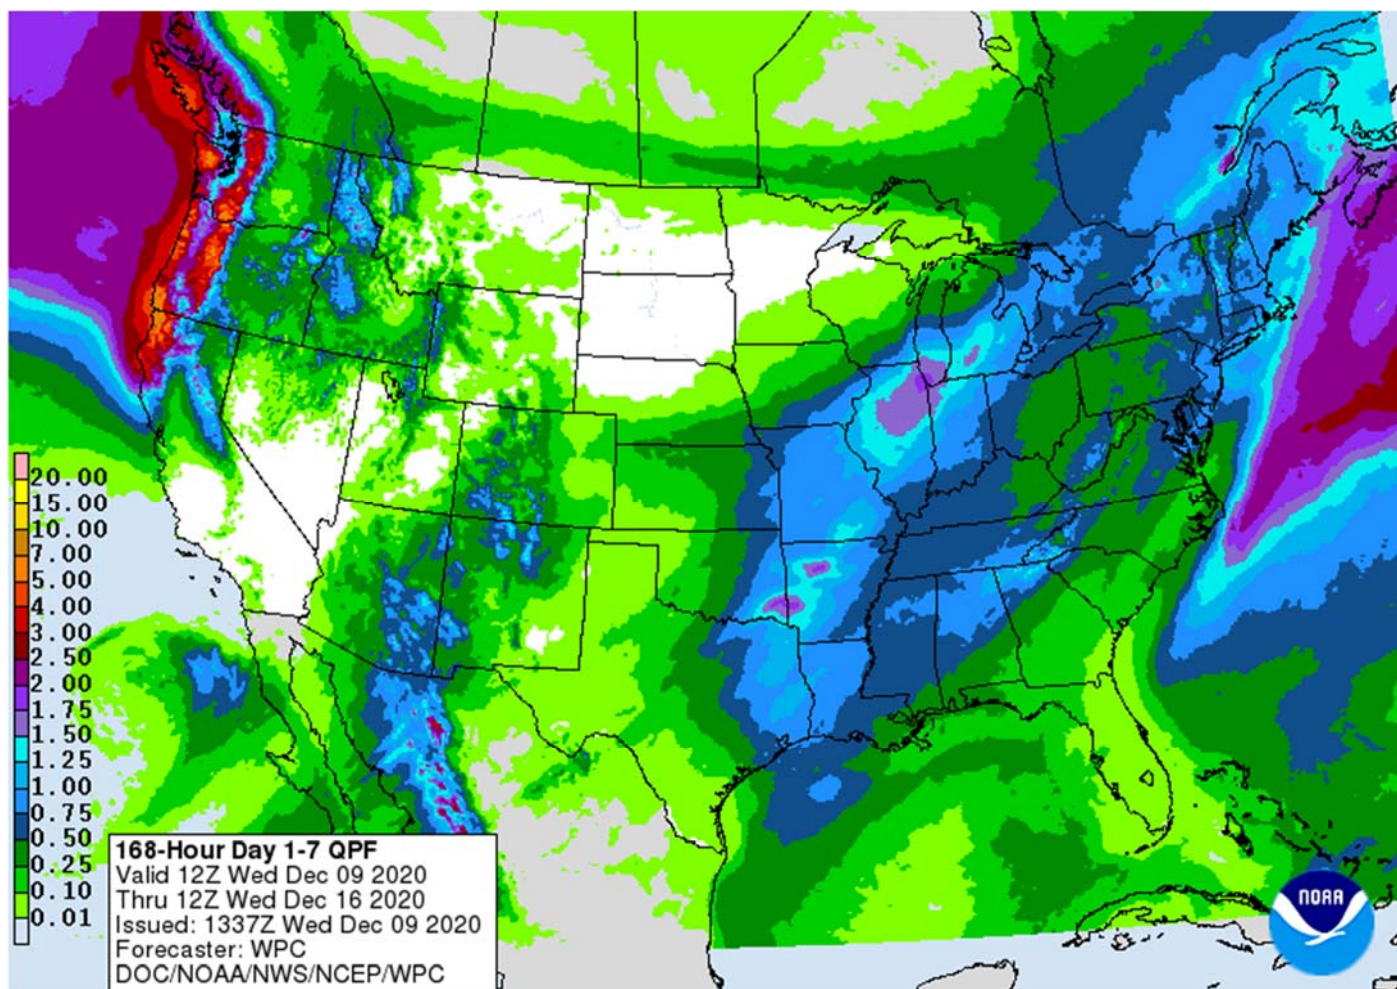 20.00
15.00
10.00
7.00
5.00
4.00
3.00
2.50
2.00
1.75
1.50
1.25
1.00
0.75
0.50
0.25
0.10
0.01
168-Hour Day 1-7 QPF
Valid 12Z Wed Dec 09 2020
Thru 12Z Wed Dec 16 2020
Issued: 1337Z Wed Dec 09 2020
Forecaster: WPC
DOC/NOAA/NWS/NCEP/WPC
NOAA